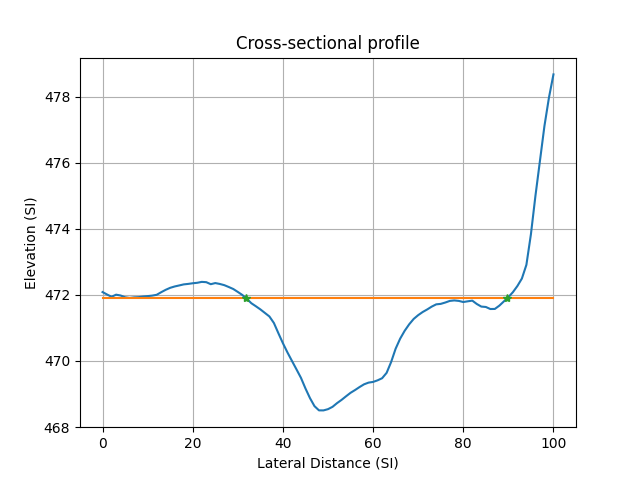 Cross-sectional profile
478
476
474
472
470
468
Elevation (SI)
0 20 40 60 80 100
Lateral Distance (SI)